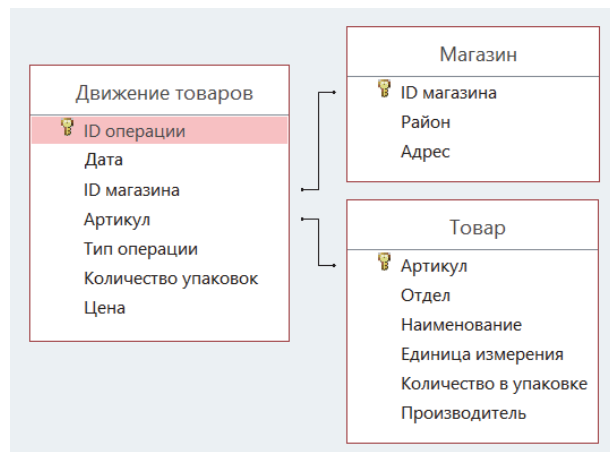 Движение товаров
ID операции
Дата
ID магазина
Артикул
Тип операции
Количество упаковок
Цена
Магазин
ID магазина
Район
Адрес
Товар
Артикул
Отдел
Наименование
Единица измерения
Количество в упаковке
Производитель